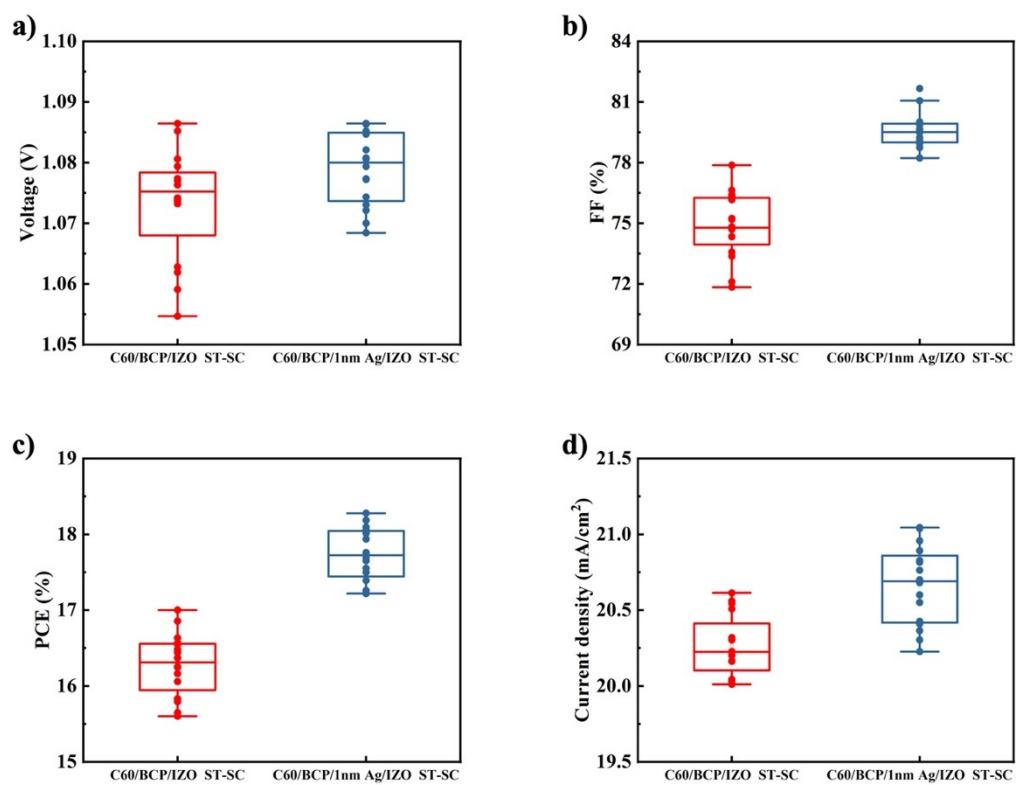 a)
1.10
1.09
1.08
1.07
1.06
1.05
Voltage (V)
C60/BCP/IZO ST-SC
C60/BCP/1nm Ag/IZO ST-SC
b)
84
81
78
75
72
69
FF (%)
C60/BCP/IZO ST-SC
C60/BCP/1nm Ag/IZO ST-SC
c)
19
18
17
16
15
PCE (%)
C60/BCP/IZO ST-SC
C60/BCP/1nm Ag/IZO ST-SC
d)
21.5
21.0
20.5
20.0
19.5
Current density (mA/cm²)
C60/BCP/IZO ST-SC
C60/BCP/1nm Ag/IZO ST-SC